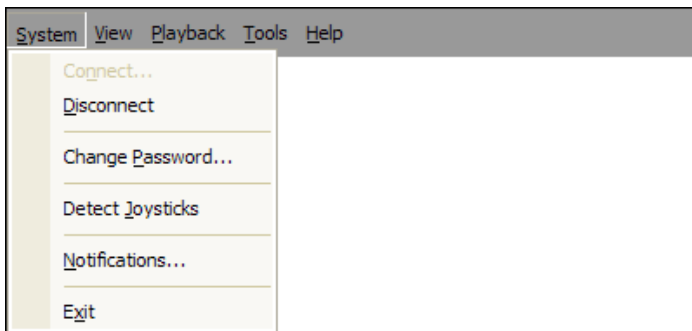 System View Playback Tools Help
Connect...
Disconnect
Change Password...
Detect Joysticks
Notifications...
Exit